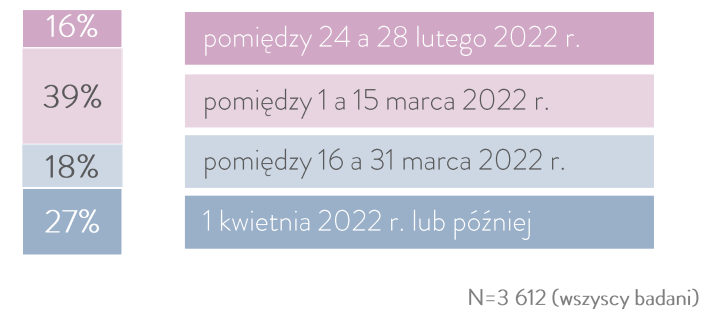 16% pomiędzy 24 a 28 lutego 2022 r.
39% pomiędzy 1 a 15 marca 2022 r.
18% pomiędzy 16 a 31 marca 2022 r.
27% 1 kwietnia 2022 r. lub później
N=3 612 (wszyscy badani)